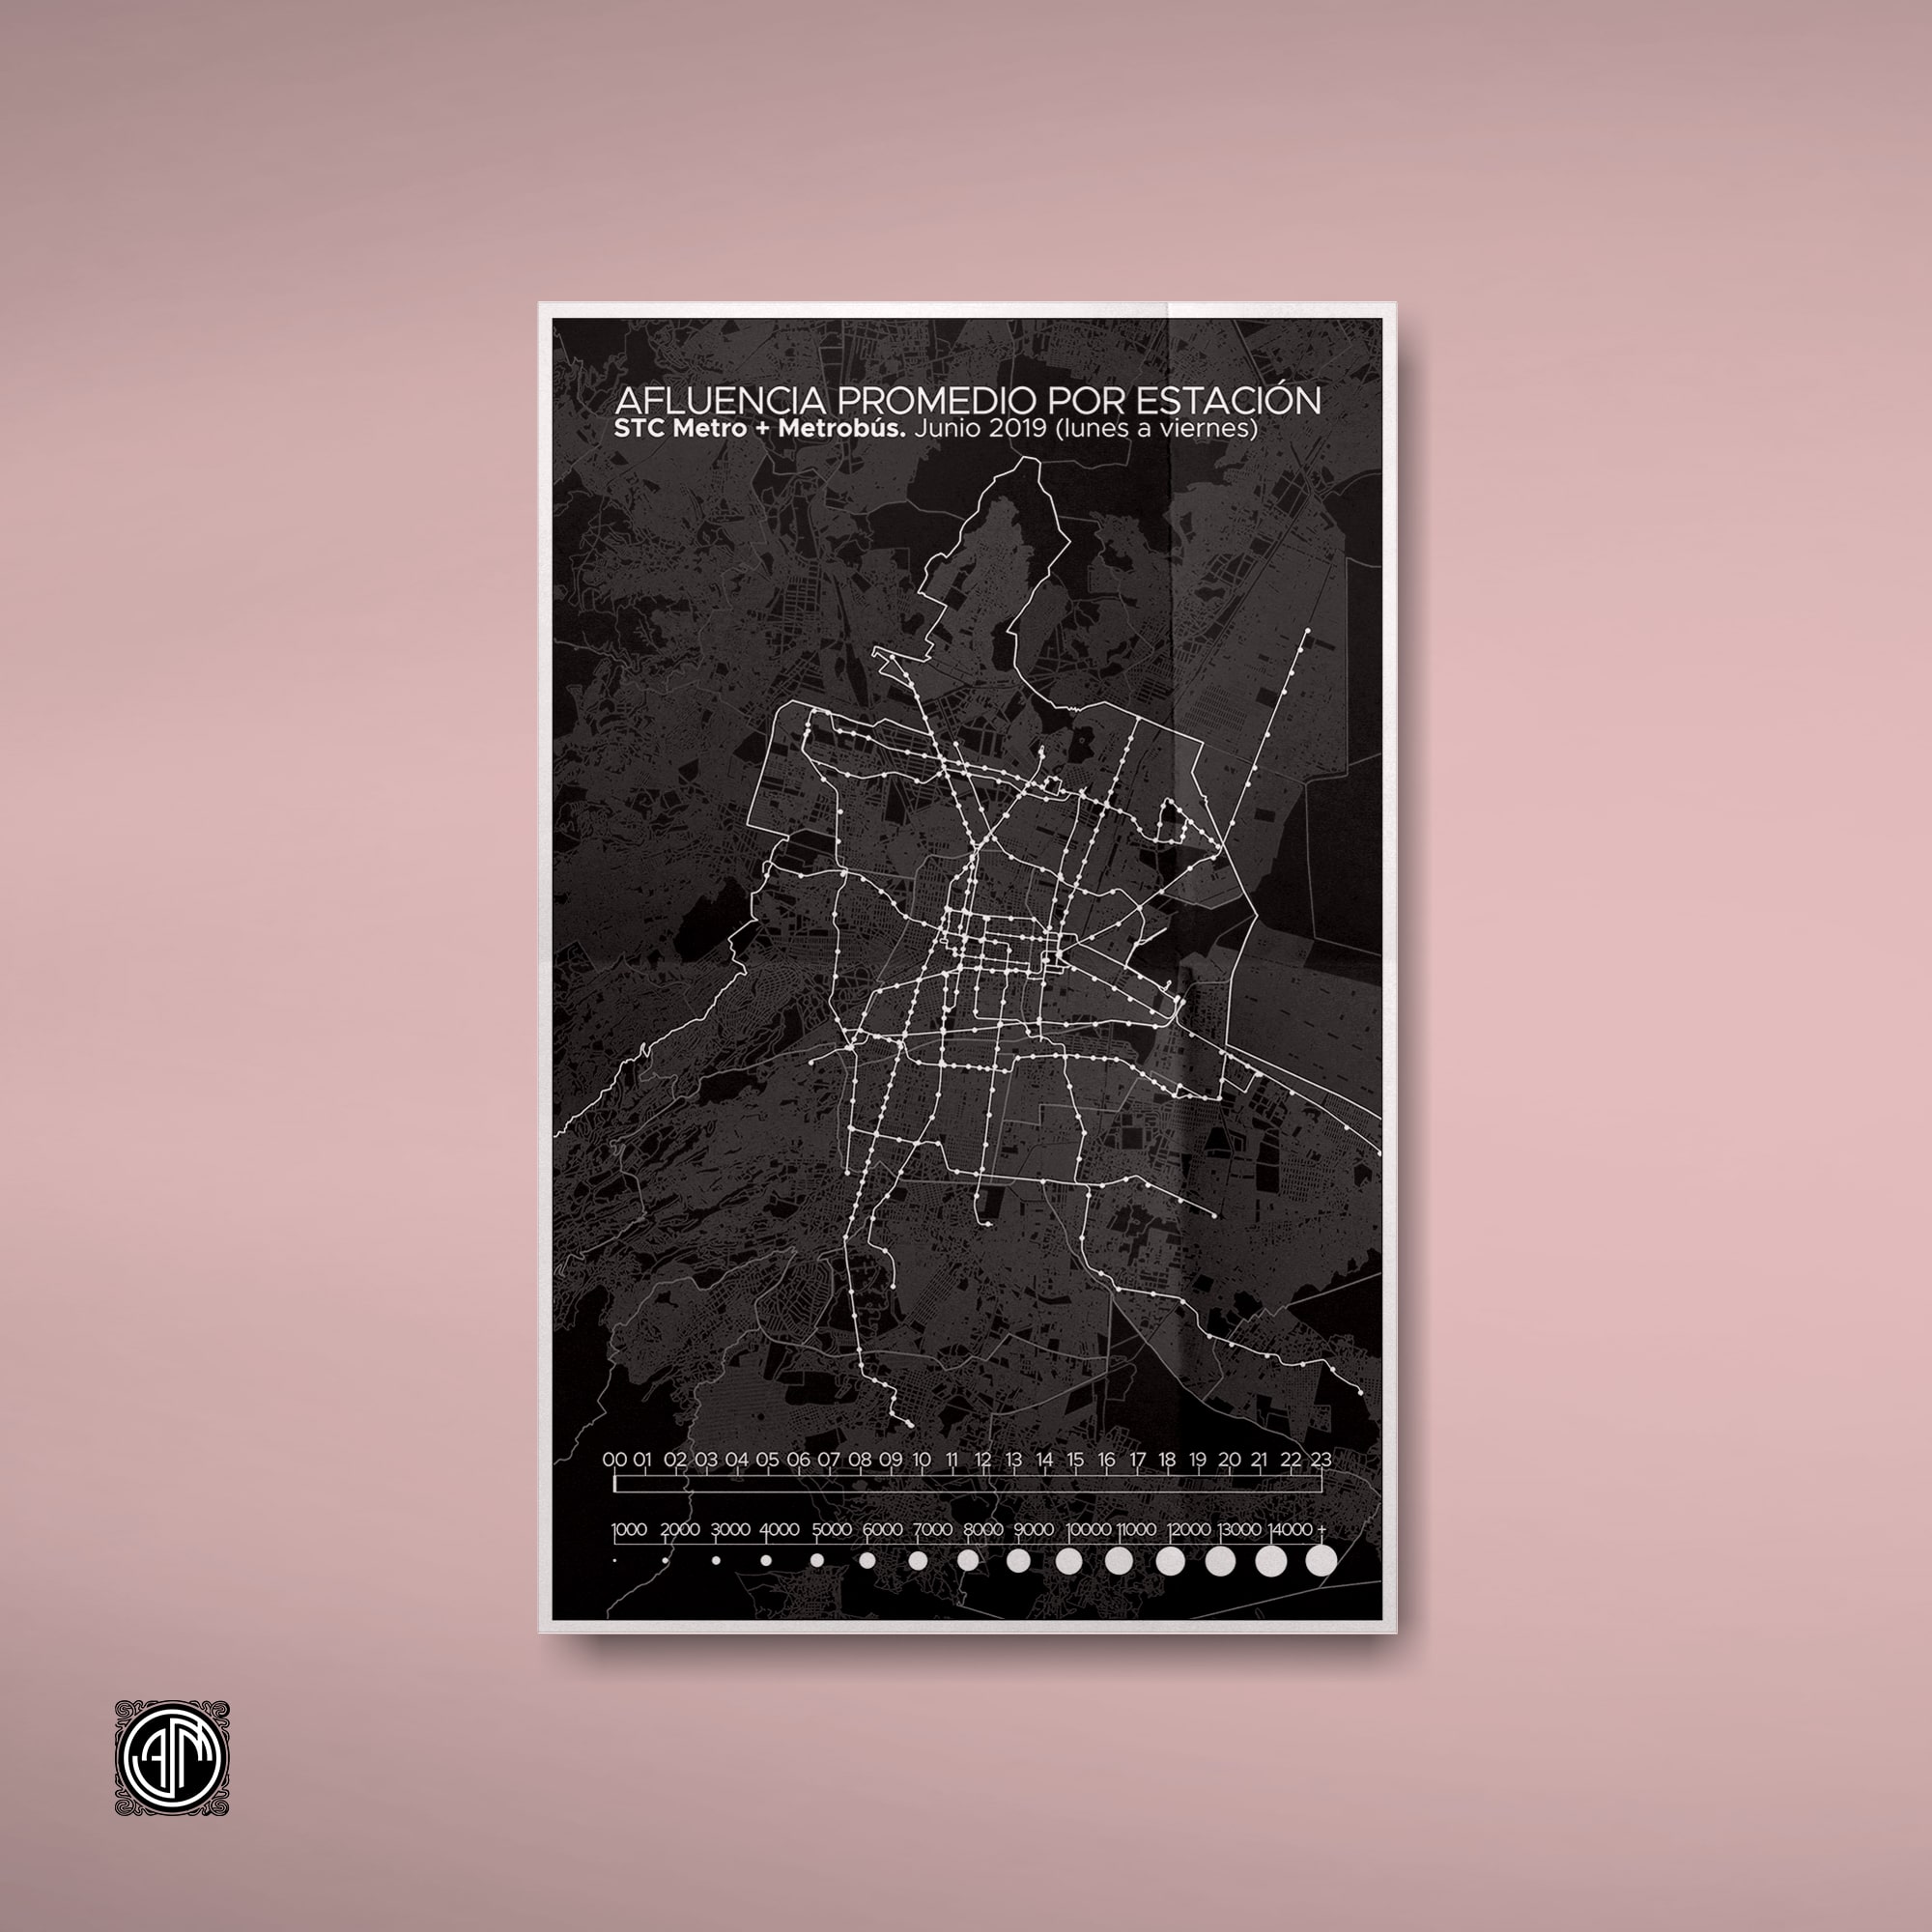 AFLUENCIA PROMEDIO POR ESTACIÓN
STC Metro + Metrobús. Junio 2019 (lunes a viernes)
00 01 02 03 04 05 06 07 08 09 10 11 12 13 14 15 16 17 18 19 20 21 22 23
1000 2000 3000 4000 5000 6000 7000 8000 9000 10000 11000 12000 13000 14000 +